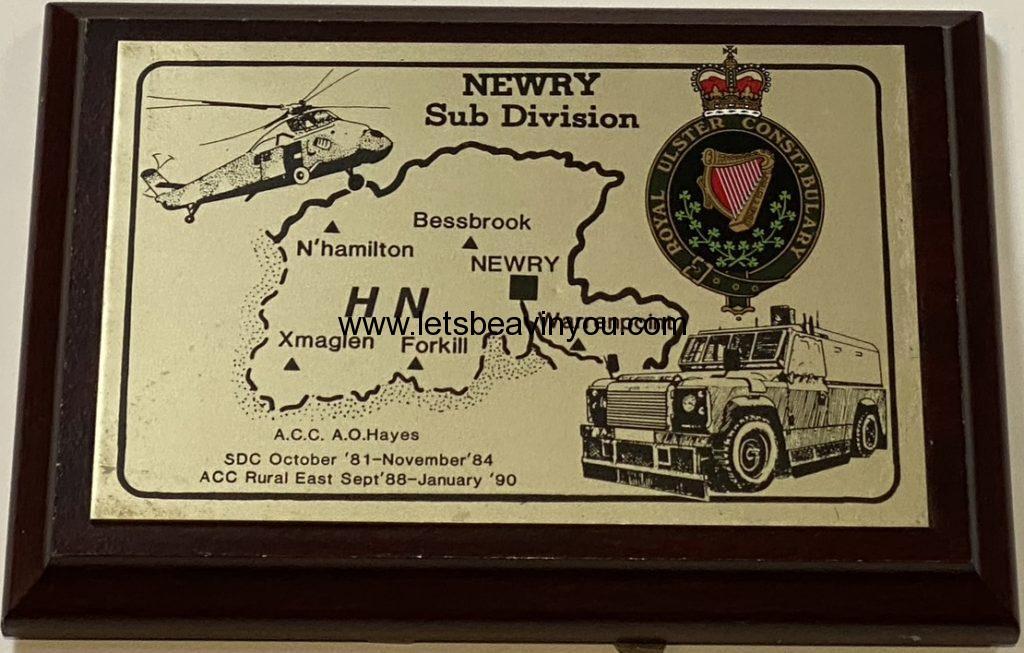 NEWRY
Sub Division
ROYAL ULSTER CONSTABULARY
Bessbrook
N'hamilton
NEWRY
HN
www.letsbeavinyou.com
Warrenpoint
Xmaglen
Forkill
A.C.C. A.O.Hayes
SDC October '81-November'84
ACC Rural East Sept'88-January '90